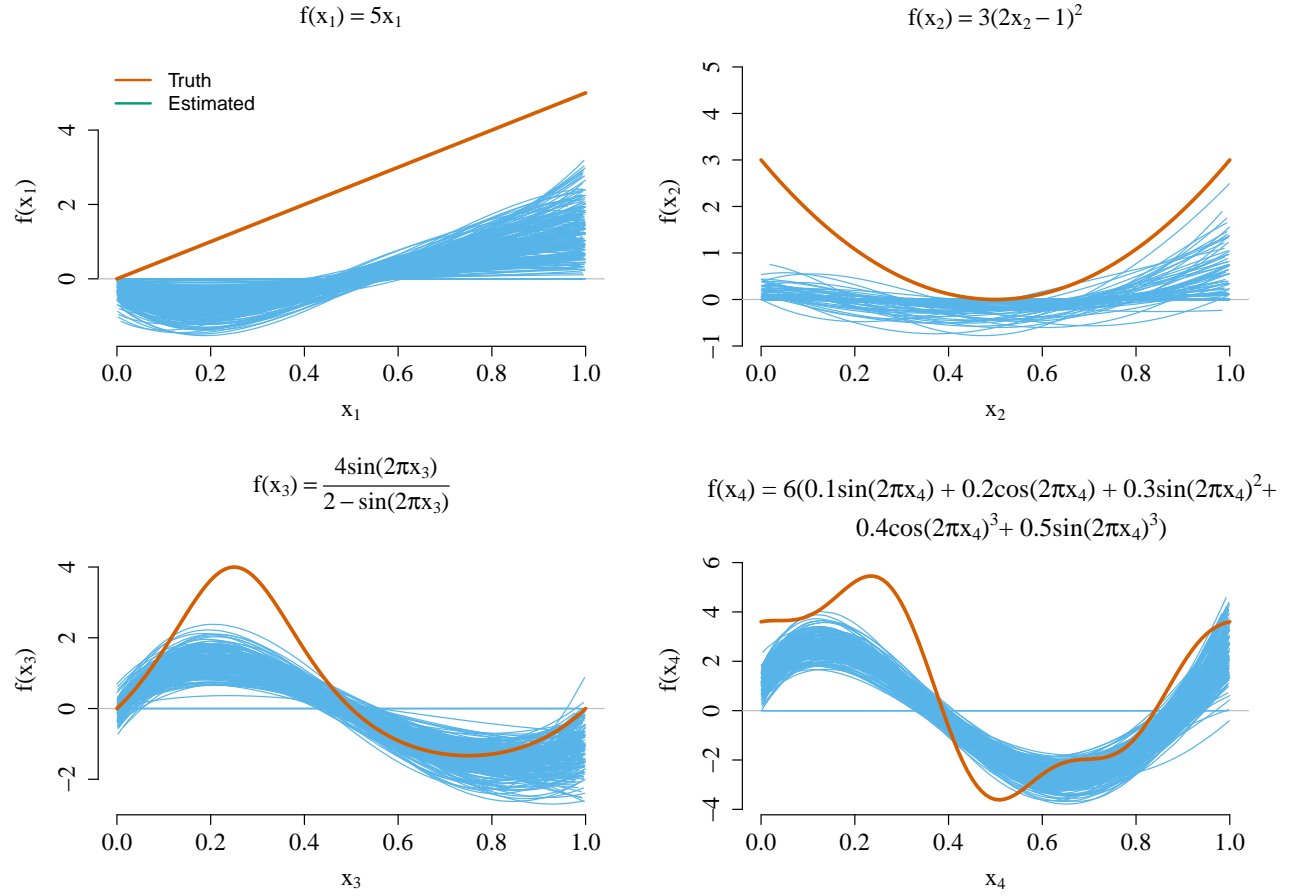 f(x₁) = 5x₁
Truth
Estimated
f(x₁)
4
2
0
0.0 0.2 0.4 0.6 0.8 1.0
x₁
f(x₂) = 3(2x₂ − 1)²
f(x₂)
5
4
3
2
1
0
−1
0.0 0.2 0.4 0.6 0.8 1.0
x₂
f(x₃) = 4sin(2πx₃) / 2 − sin(2πx₃)
f(x₃)
4
2
0
−2
0.0 0.2 0.4 0.6 0.8 1.0
x₃
f(x₄) = 6(0.1sin(2πx₄) + 0.2cos(2πx₄) + 0.3sin(2πx₄)²+
0.4cos(2πx₄)³+ 0.5sin(2πx₄)³)
f(x₄)
6
4
2
0
−2
−4
0.0 0.2 0.4 0.6 0.8 1.0
x₄